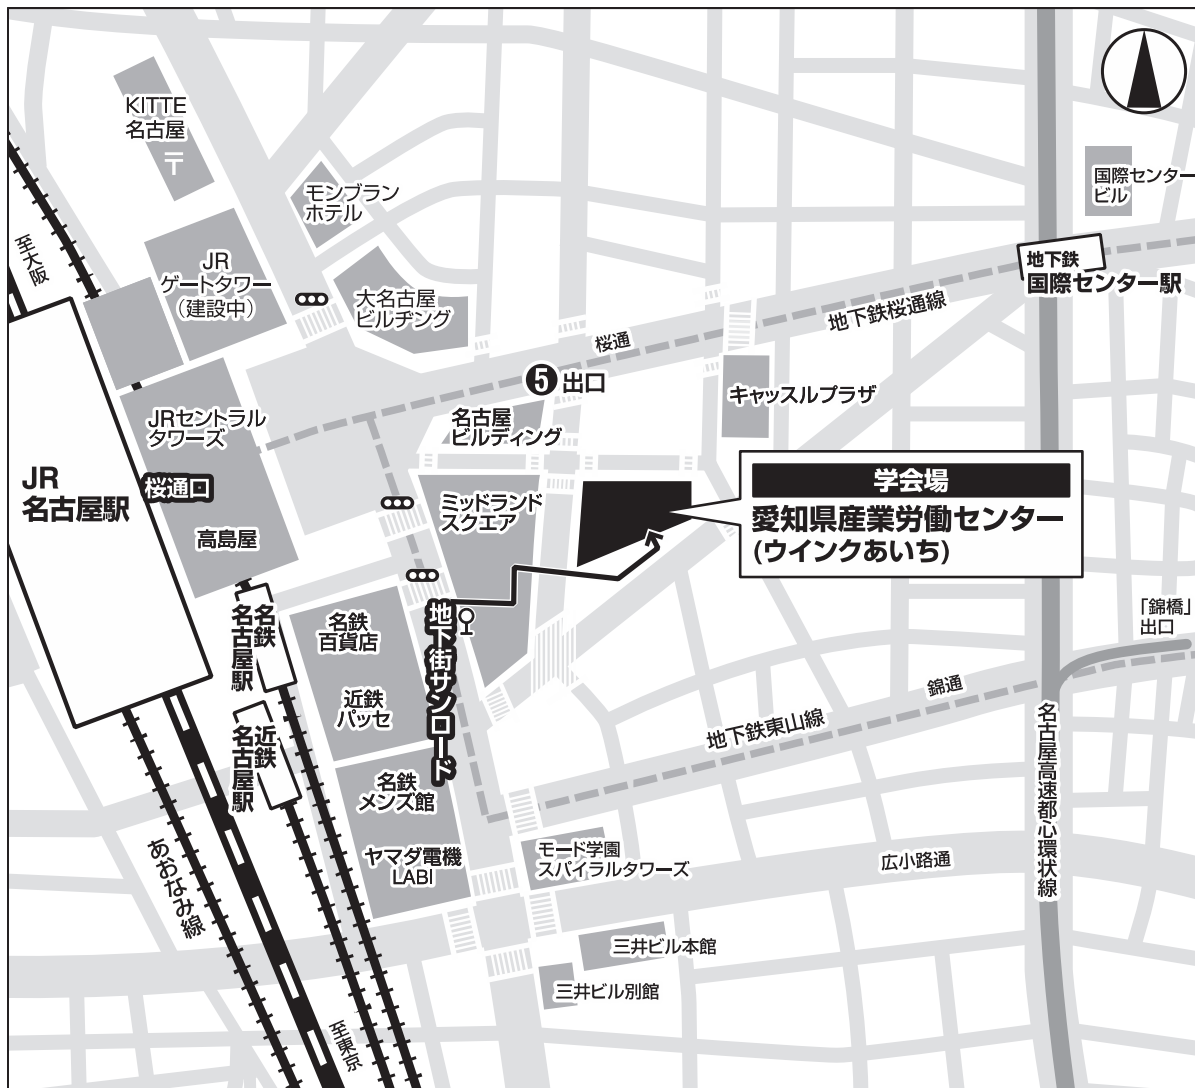 KITTE
名古屋
〒
モンブラン
ホテル
国際センター
ビル
至大阪
JR
ゲートタワー
(建設中)
大名古屋
ビルヂング
地下鉄
国際センター駅
地下鉄桜通線
桜通
❺出口
キャッスルプラザ
名古屋
ビルディング
JRセントラル
タワーズ
JR
名古屋駅
桜通口
高島屋
ミッドランド
スクエア
学会場
愛知県産業労働センター
(ウインクあいち)
名鉄
名古屋駅
名鉄
百貨店
地下街サンロード
「錦橋」
出口
近鉄
パッセ
錦通
地下鉄東山線
近鉄
名古屋駅
名鉄
メンズ館
名古屋高速都心環状線
あおなみ線
ヤマダ電機
LABI
モード学園
スパイラルタワーズ
広小路通
三井ビル本館
三井ビル別館
至東京